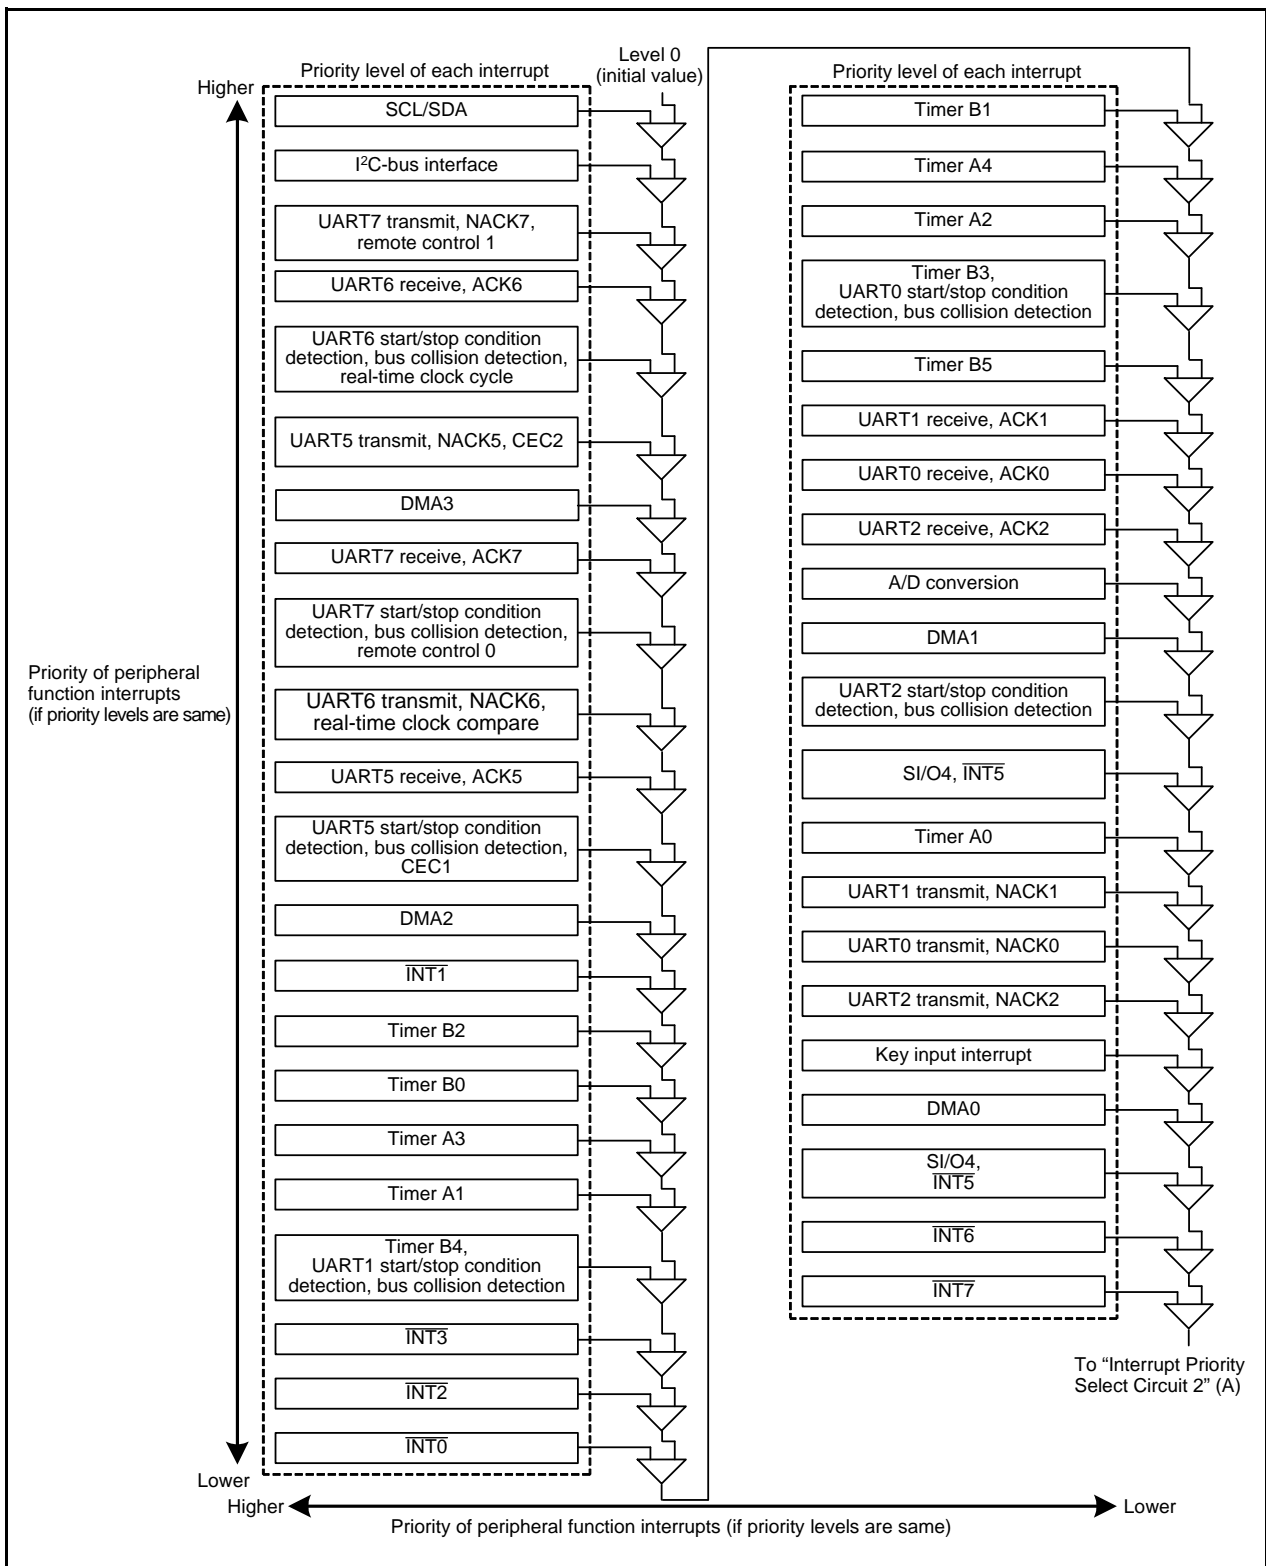 Level 0
(initial value)
Priority level of each interrupt
Higher
SCL/SDA
I²C-bus interface
UART7 transmit, NACK7,
remote control 1
UART6 receive, ACK6
UART6 start/stop condition
detection, bus collision detection,
real-time clock cycle
UART5 transmit, NACK5, CEC2
DMA3
UART7 receive, ACK7
UART7 start/stop condition
detection, bus collision detection,
remote control 0
Priority of peripheral
function interrupts
(if priority levels are same)
UART6 transmit, NACK6,
real-time clock compare
UART5 receive, ACK5
UART5 start/stop condition
detection, bus collision detection,
CEC1
DMA2
INT1
Timer B2
Timer B0
Timer A3
Timer A1
Timer B4,
UART1 start/stop condition
detection, bus collision detection
INT3
INT2
INT0
Lower
Priority level of each interrupt
Timer B1
Timer A4
Timer A2
Timer B3,
UART0 start/stop condition
detection, bus collision detection
Timer B5
UART1 receive, ACK1
UART0 receive, ACK0
UART2 receive, ACK2
A/D conversion
DMA1
UART2 start/stop condition
detection, bus collision detection
SI/O4, INT5
Timer A0
UART1 transmit, NACK1
UART0 transmit, NACK0
UART2 transmit, NACK2
Key input interrupt
DMA0
SI/O4,
INT5
INT6
INT7
To “Interrupt Priority
Select Circuit 2” (A)
Higher
Lower
Priority of peripheral function interrupts (if priority levels are same)